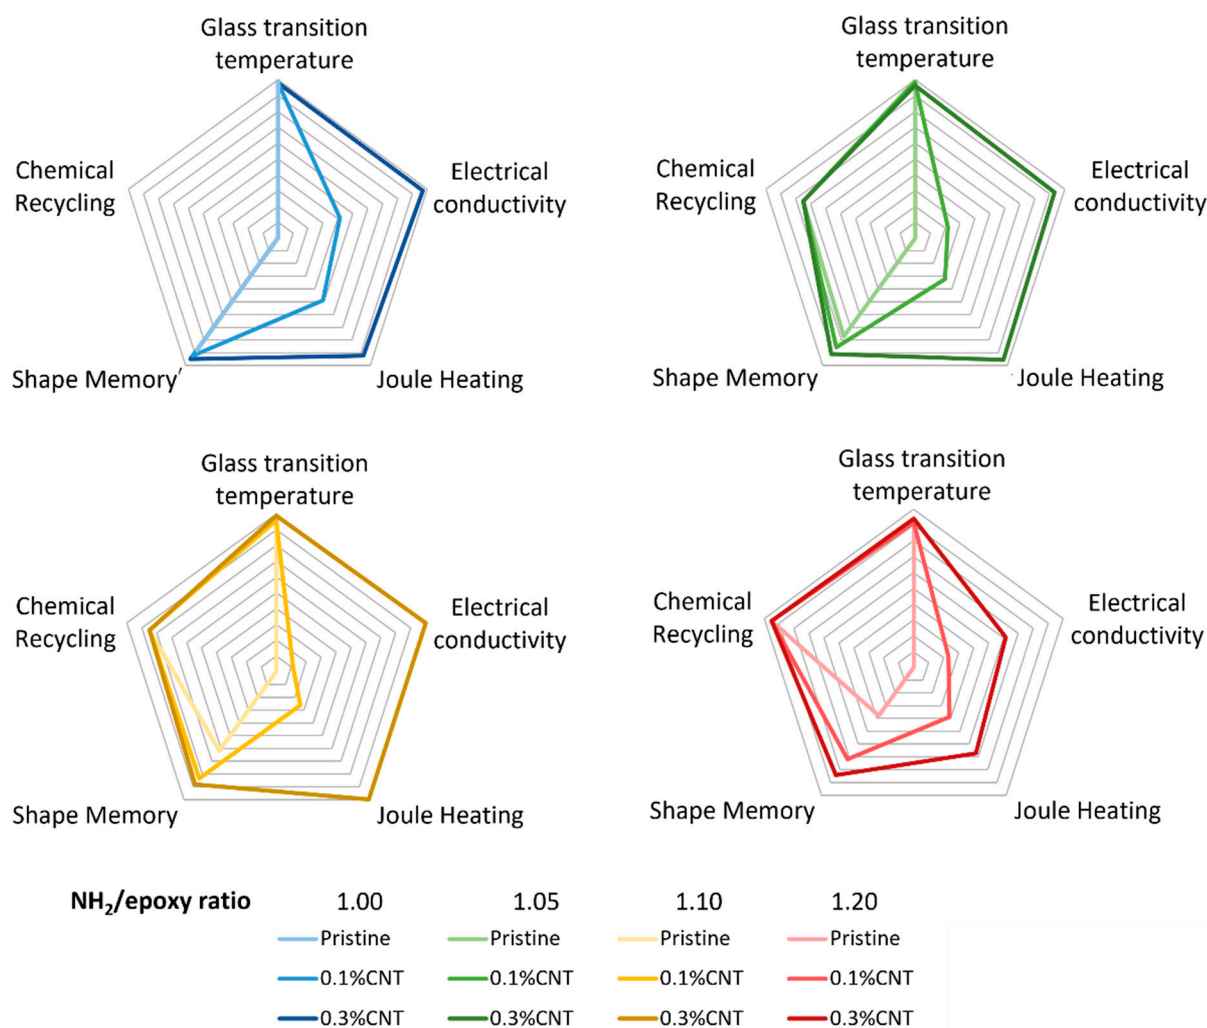 Glass transition
temperature
Electrical
conductivity
Joule Heating
Shape Memory
Chemical
Recycling
Glass transition
temperature
Electrical
conductivity
Joule Heating
Shape Memory
Chemical
Recycling
Glass transition
temperature
Electrical
conductivity
Joule Heating
Shape Memory
Chemical
Recycling
Glass transition
temperature
Electrical
conductivity
Joule Heating
Shape Memory
Chemical
Recycling
NH₂/epoxy ratio 1.00 1.05 1.10 1.20
Pristine Pristine Pristine Pristine
0.1%CNT 0.1%CNT 0.1%CNT 0.1%CNT
0.3%CNT 0.3%CNT 0.3%CNT 0.3%CNT